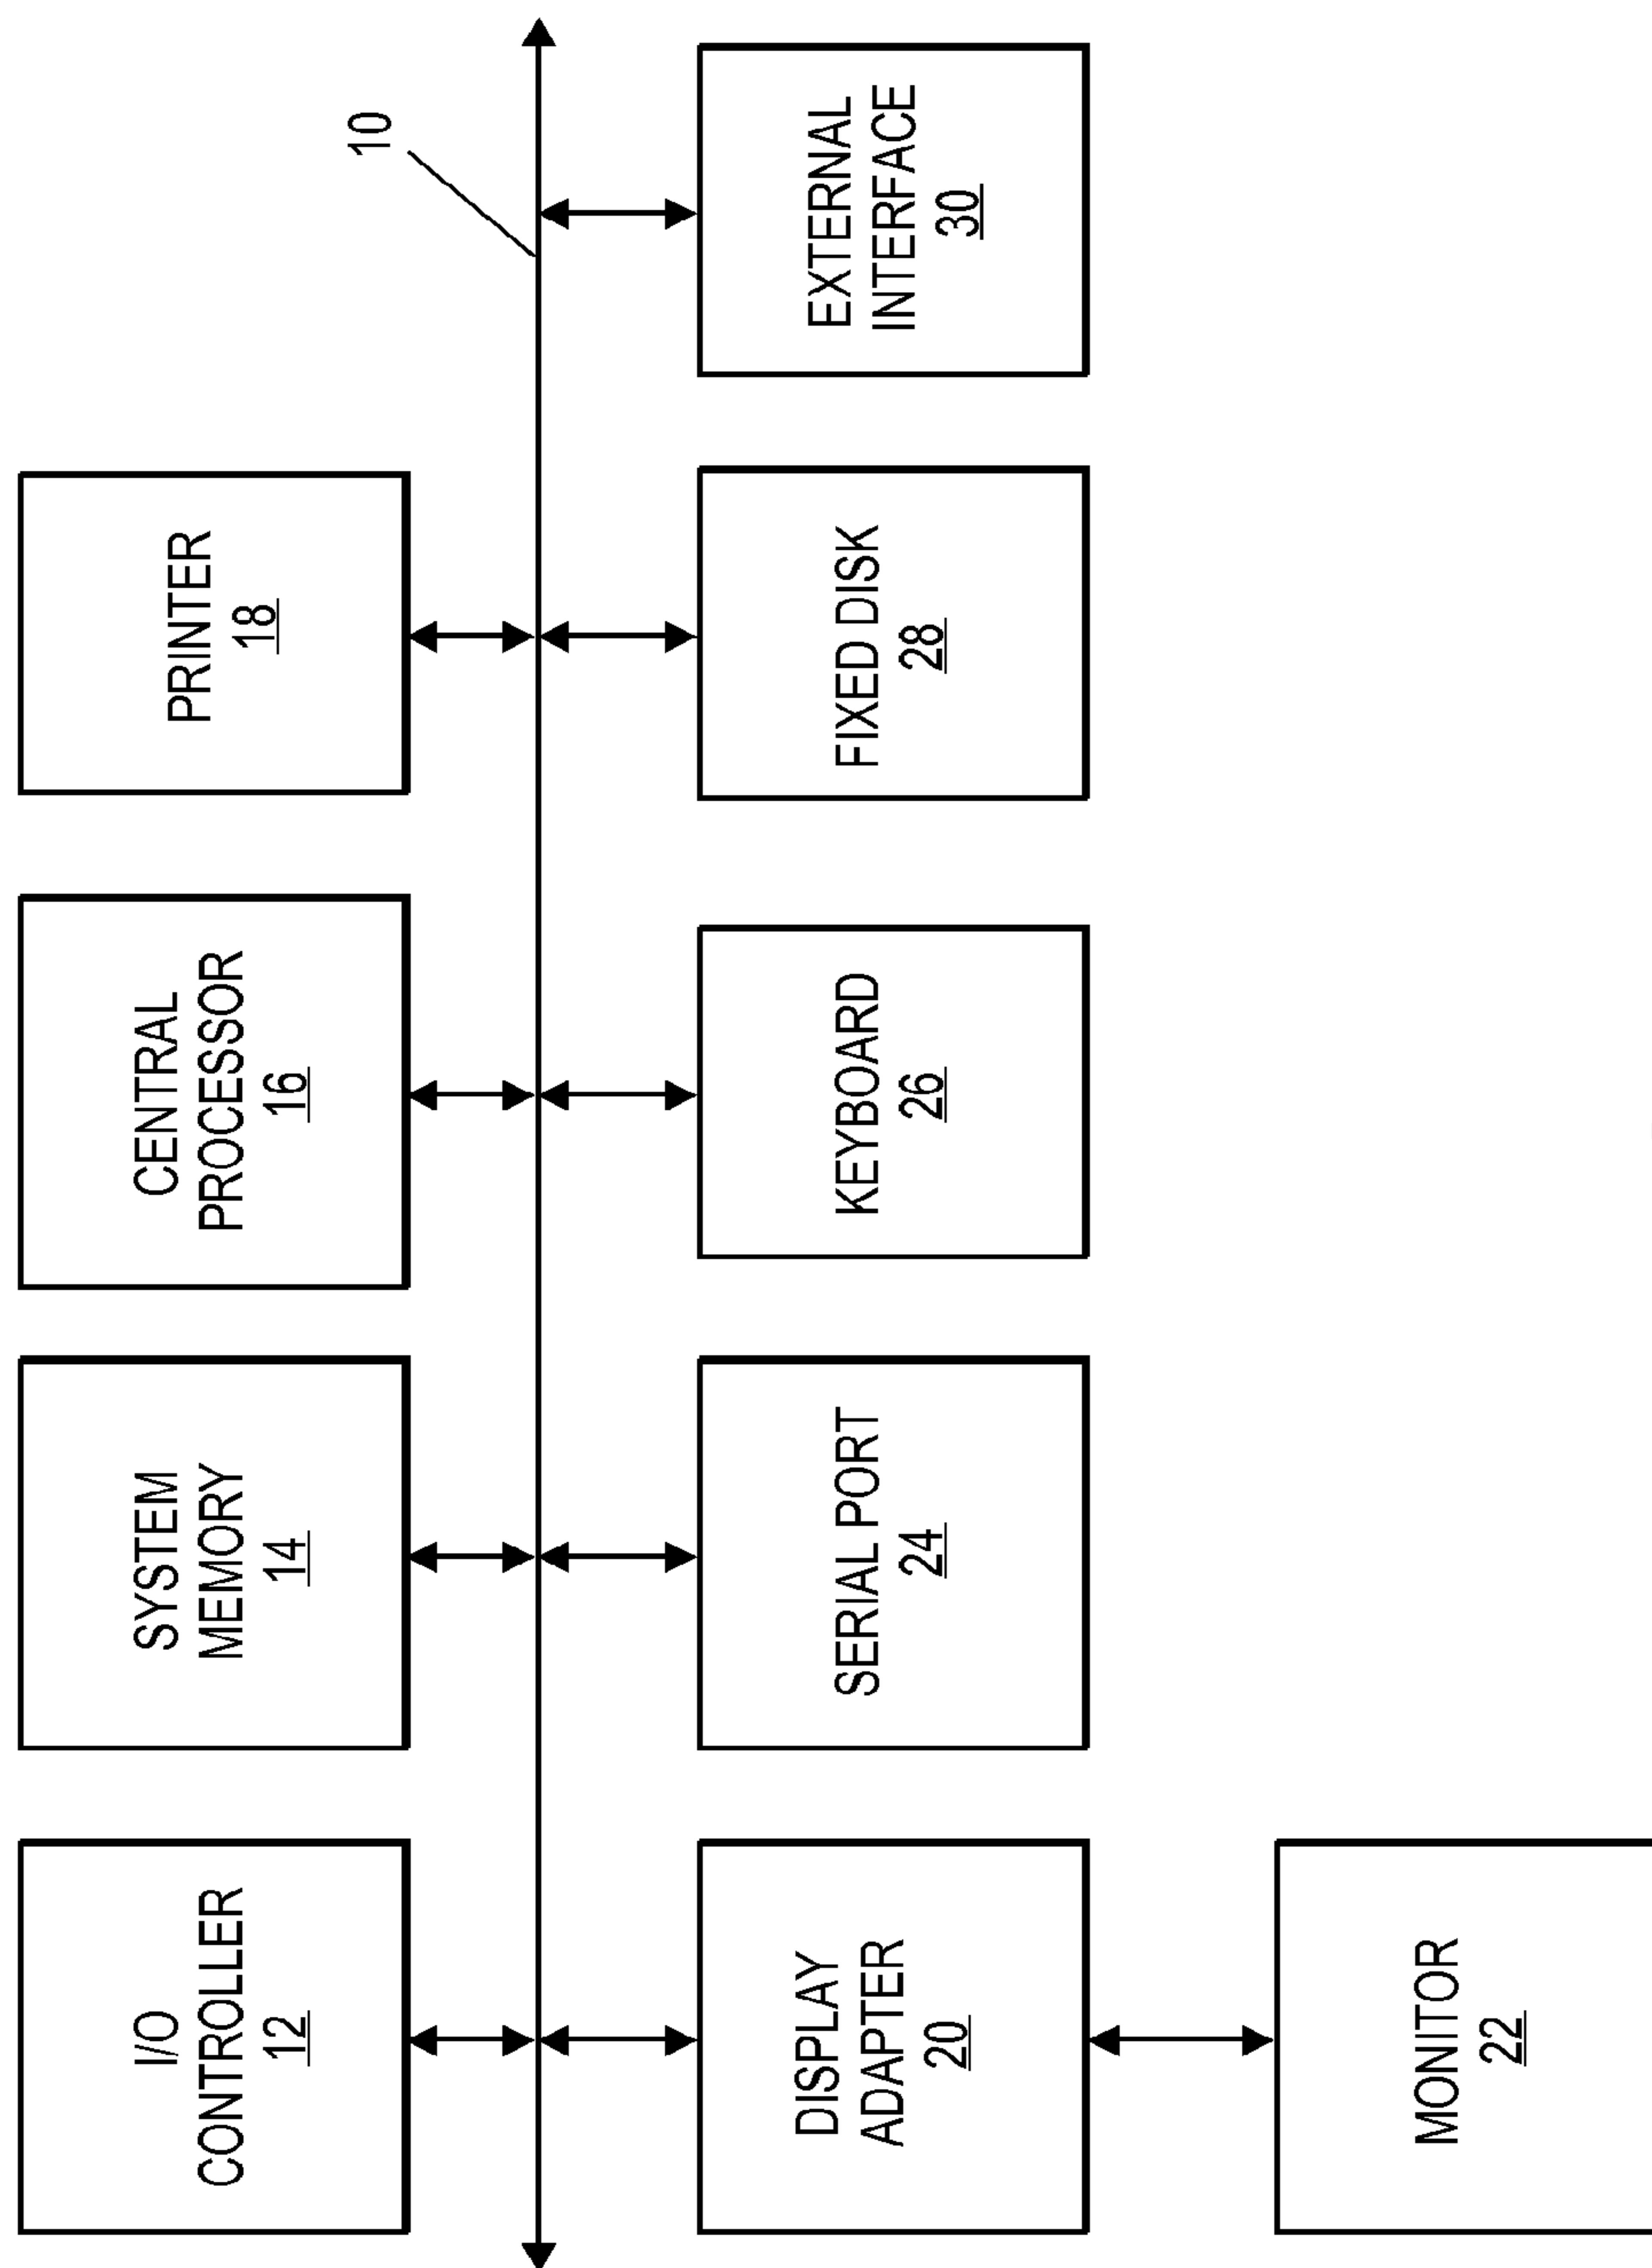 I/O
CONTROLLER
12
SYSTEM
MEMORY
14
CENTRAL
PROCESSOR
16
PRINTER
18
10
DISPLAY
ADAPTER
20
SERIAL PORT
24
KEYBOARD
26
FIXED DISK
28
EXTERNAL
INTERFACE
30
MONITOR
22